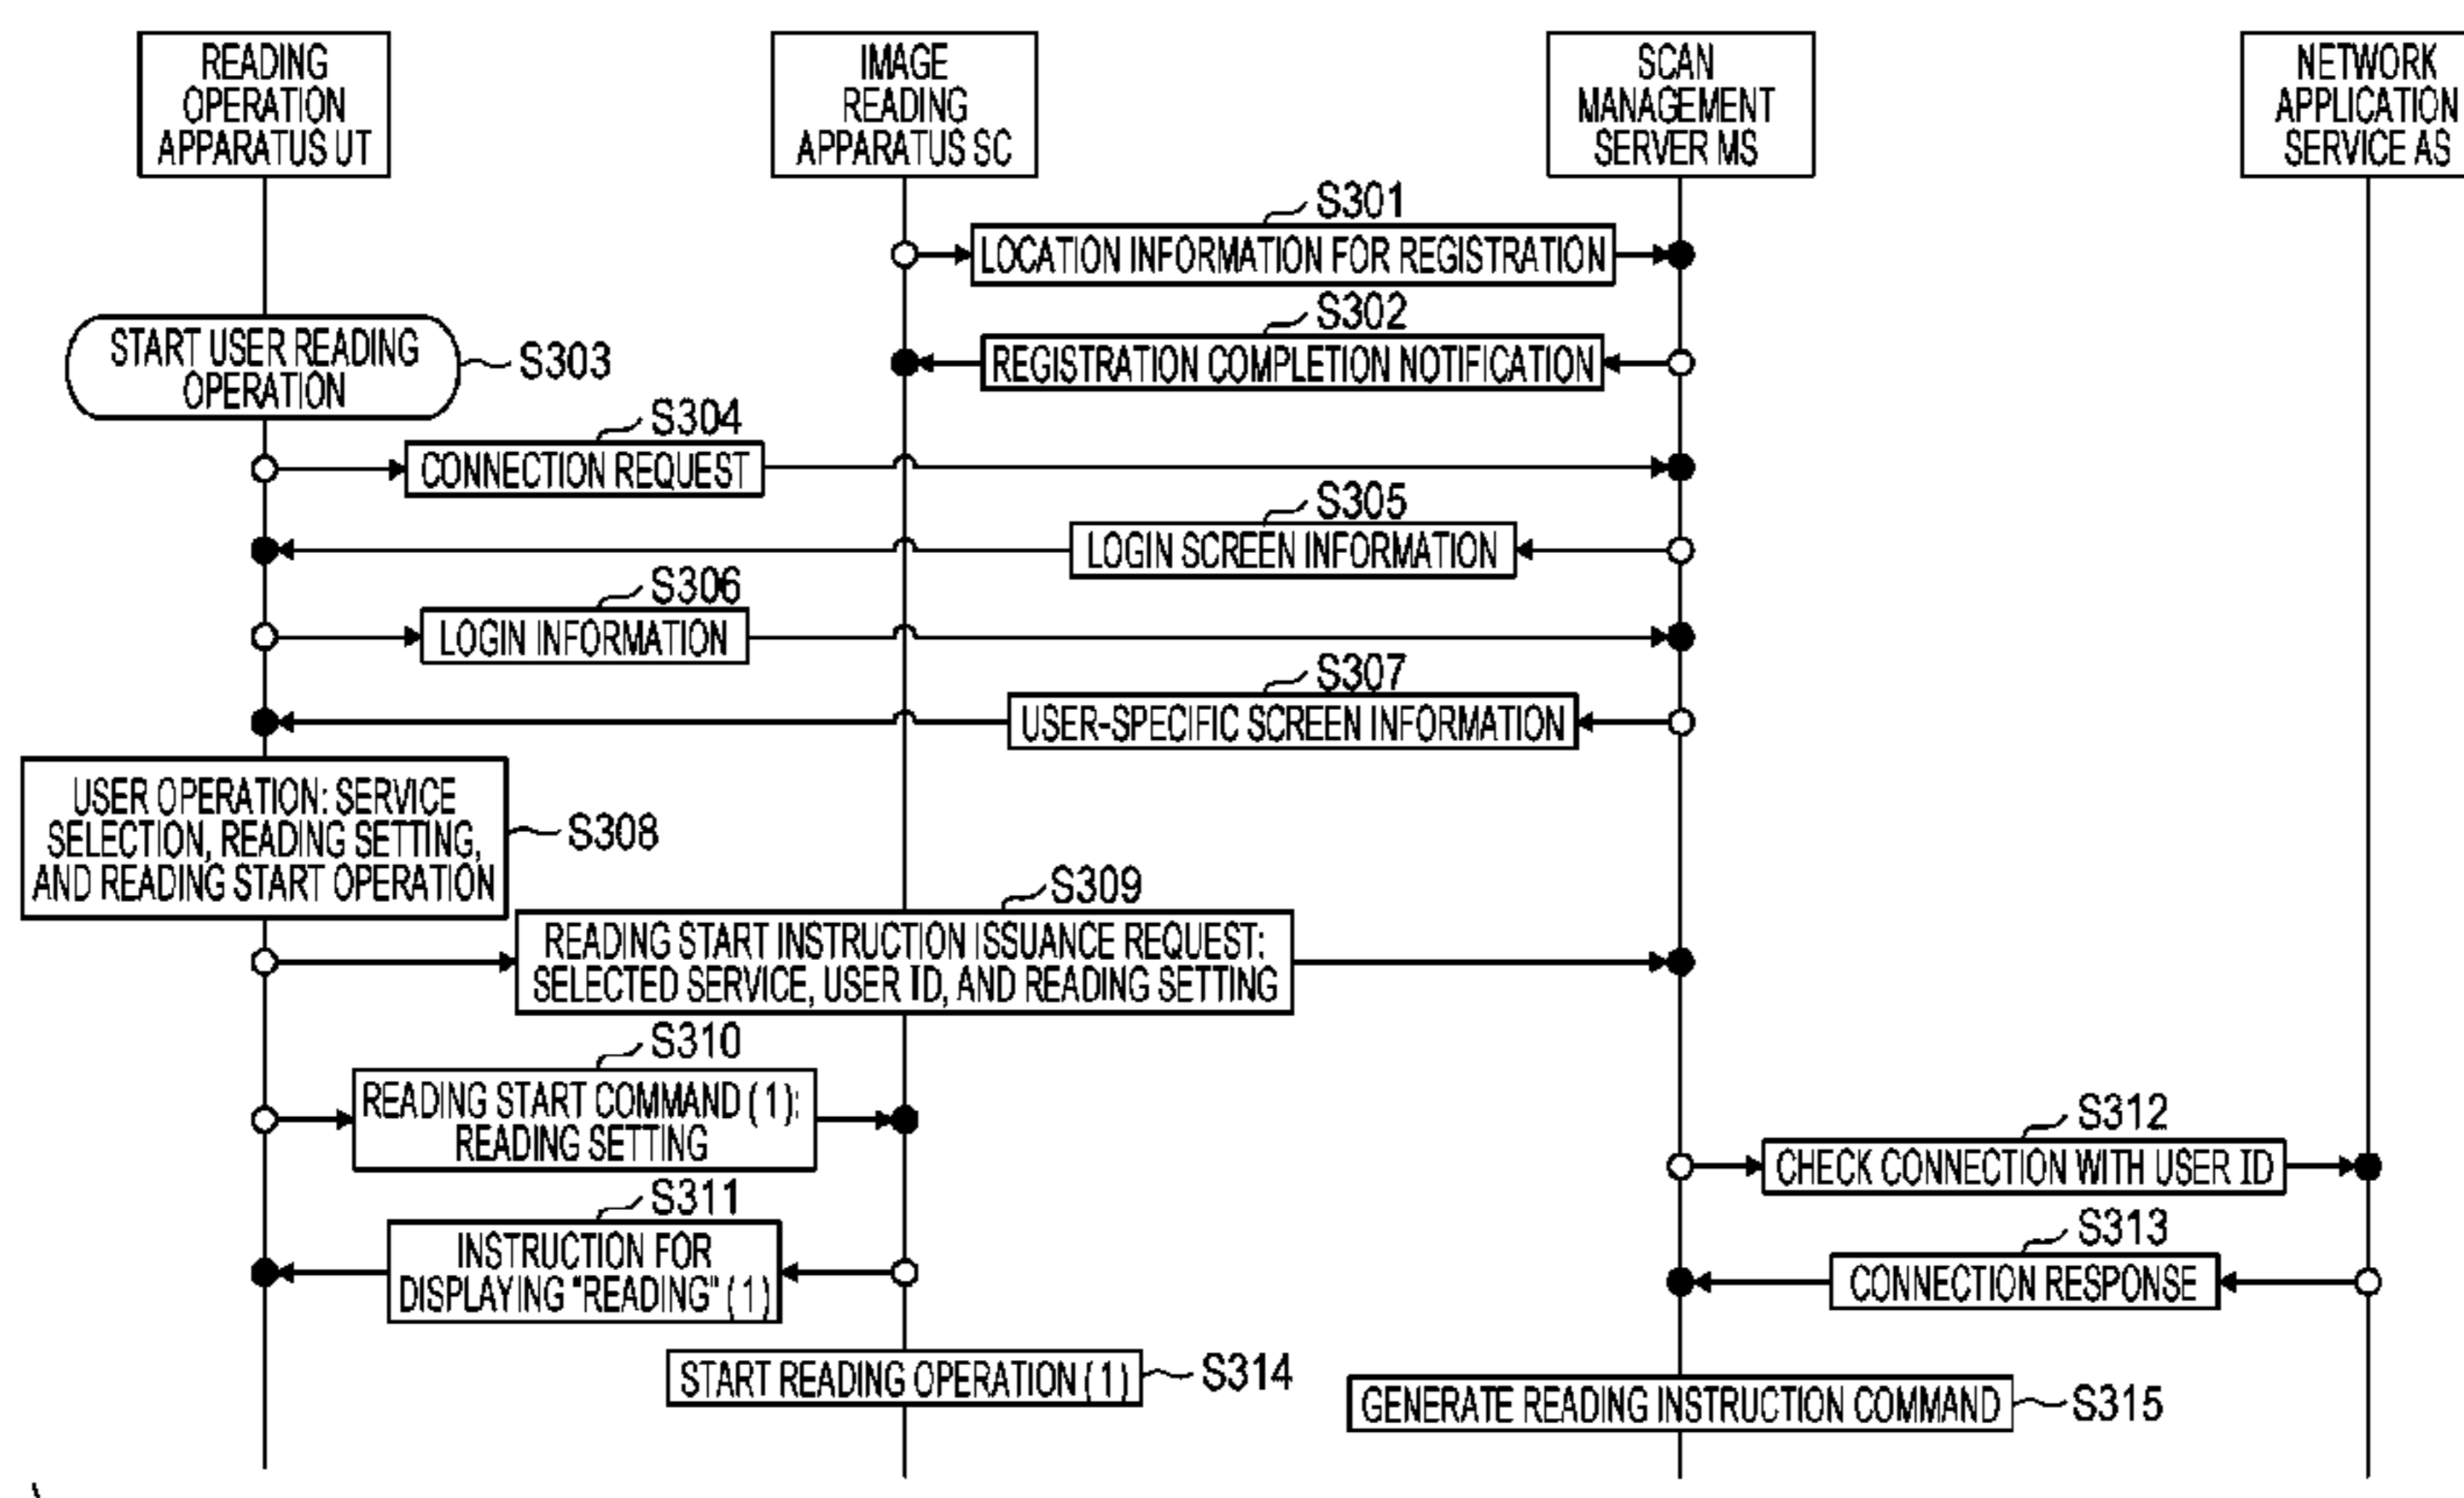 READING
OPERATION
APPARATUS UT
IMAGE
READING
APPARATUS SC
SCAN
MANAGEMENT
SERVER MS
NETWORK
APPLICATION
SERVICE AS
S301
LOCATION INFORMATION FOR REGISTRATION
S302
REGISTRATION COMPLETION NOTIFICATION
START USER READING
OPERATION
S303
S304
CONNECTION REQUEST
S305
LOGIN SCREEN INFORMATION
S306
LOGIN INFORMATION
S307
USER-SPECIFIC SCREEN INFORMATION
USER OPERATION: SERVICE
SELECTION, READING SETTING,
AND READING START OPERATION
S308
S309
READING START INSTRUCTION ISSUANCE REQUEST:
SELECTED SERVICE, USER ID, AND READING SETTING
S310
READING START COMMAND (1):
READING SETTING
S311
INSTRUCTION FOR
DISPLAYING "READING" (1)
S312
CHECK CONNECTION WITH USER ID
S313
CONNECTION RESPONSE
START READING OPERATION (1)
S314
GENERATE READING INSTRUCTION COMMAND
S315